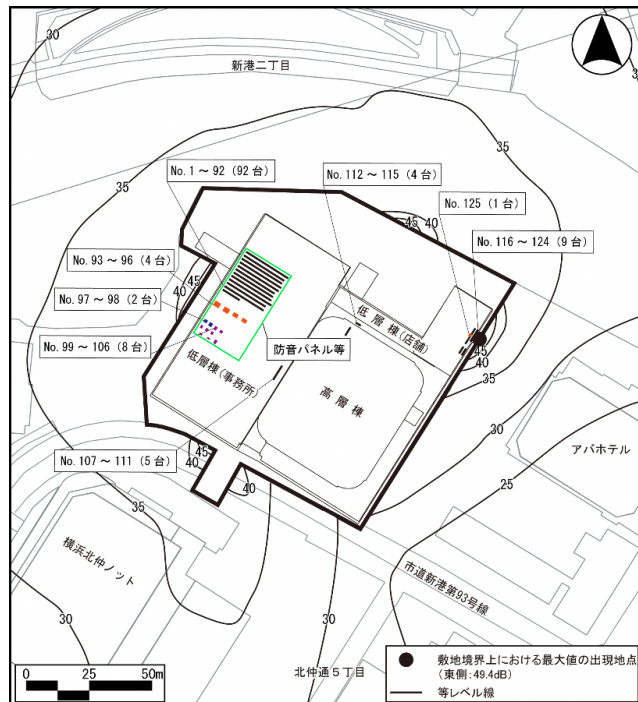 30
新港二丁目
35
35
No.1～92 (92台)
No.112～115 (4台)
No.125 (1台)
45
40
No.116～124 (9台)
No.93～96 (4台)
No.97～98 (2台)
40
45
No.99～106 (8台)
防音パネル等
低層棟(店舗)
45
40
35
低層棟(事務所)
高層棟
30
アパホテル
25
45
40
No.107～111 (5台)
40
35
横浜北仲ノット
市道新港第93号線
30
30
北仲通5丁目
0 25 50m
敷地境界上における最大値の出現地点
(東側:49.4dB)
等レベル線